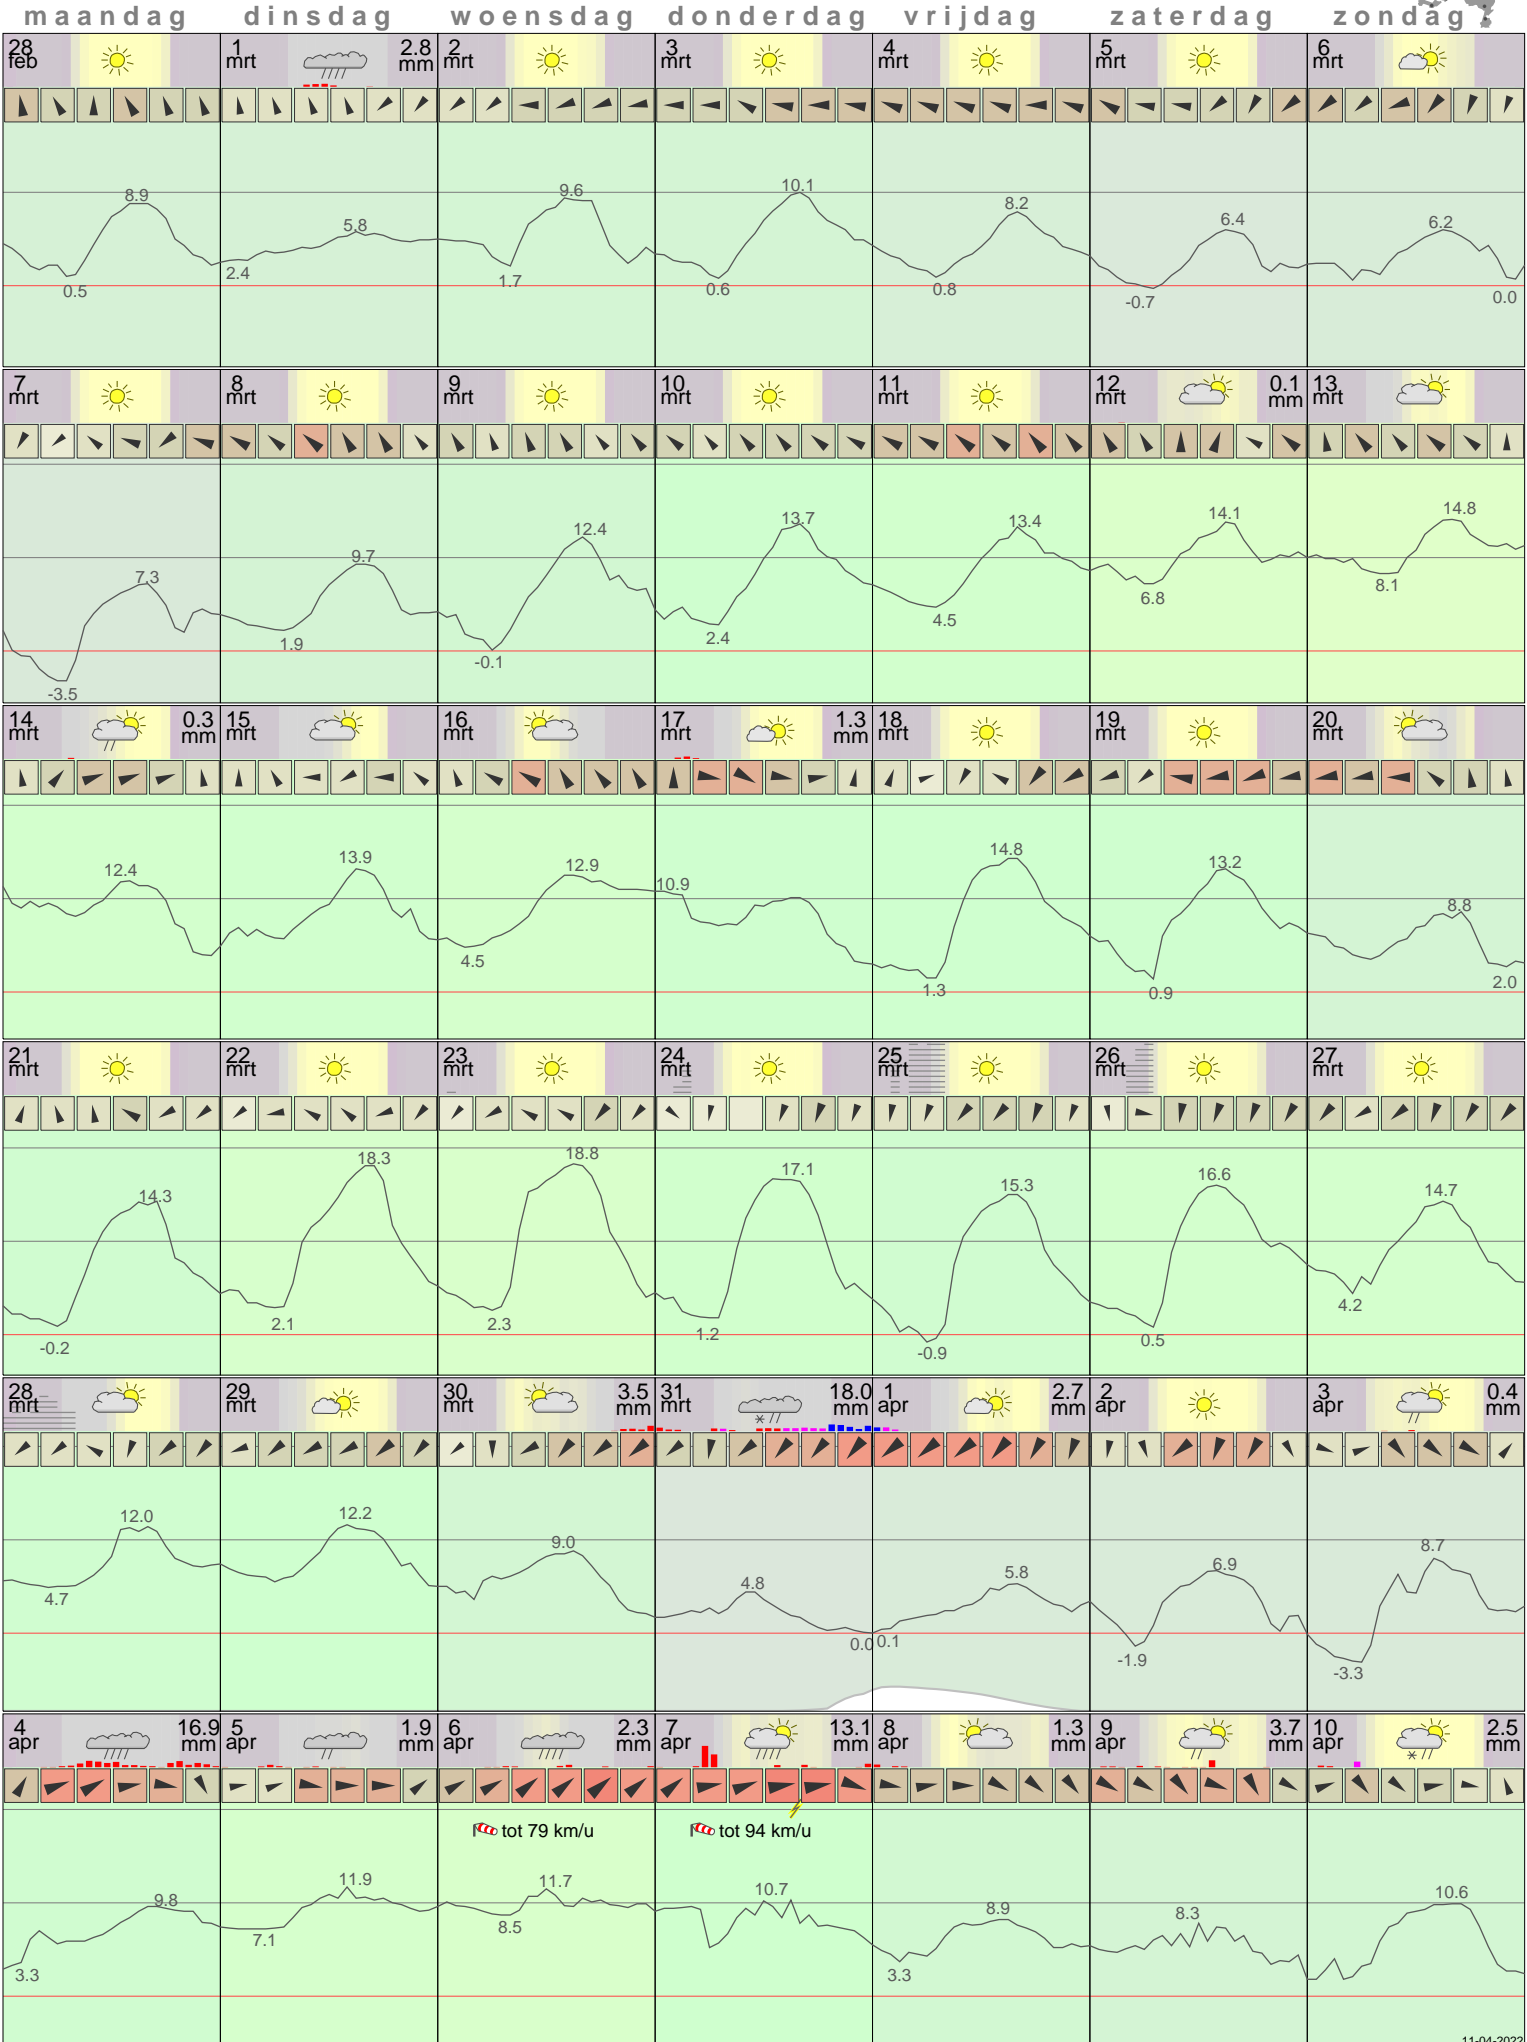 maandag dinsdag woensdag donderdag vrijdag zaterdag zondag
28 feb
1 mrt 2.8 mm
2 mrt
3 mrt
4 mrt
5 mrt
6 mrt
8.9 0.5
2.4 5.8
9.6 1.7
10.1 0.6
8.2 0.8
6.4 -0.7
6.2 0.0
7 mrt
8 mrt
9 mrt
10 mrt
11 mrt
12 mrt 0.1 mm
13 mrt
7.3 -3.5
9.7 1.9
12.4 -0.1
13.7 2.4
13.4 4.5
14.1 6.8
14.8 8.1
14 mrt 0.3 mm
15 mrt
16 mrt
17 mrt 1.3 mm
18 mrt
19 mrt
20 mrt
12.4
13.9
12.9 4.5
10.9
14.8 1.3
13.2 0.9
8.8 2.0
21 mrt
22 mrt
23 mrt
24 mrt
25 mrt
26 mrt
27 mrt
14.3 -0.2
18.3 2.1
18.8 2.3
17.1 1.2
15.3 -0.9
16.6 0.5
14.7 4.2
28 mrt
29 mrt
30 mrt 3.5 mm
31 mrt 18.0 mm
1 apr 2.7 mm
2 apr
3 apr 0.4 mm
12.0 4.7
12.2
9.0
4.8 0.0
5.8 0.1
6.9 -1.9
8.7 -3.3
4 apr 16.9 mm
5 apr 1.9 mm
6 apr 2.3 mm
7 apr 13.1 mm
8 apr 1.3 mm
9 apr 3.7 mm
10 apr 2.5 mm
tot 79 km/u
tot 94 km/u
9.8 3.3
11.9 7.1
11.7 8.5
10.7
8.9 3.3
8.3
10.6
11-04-2022